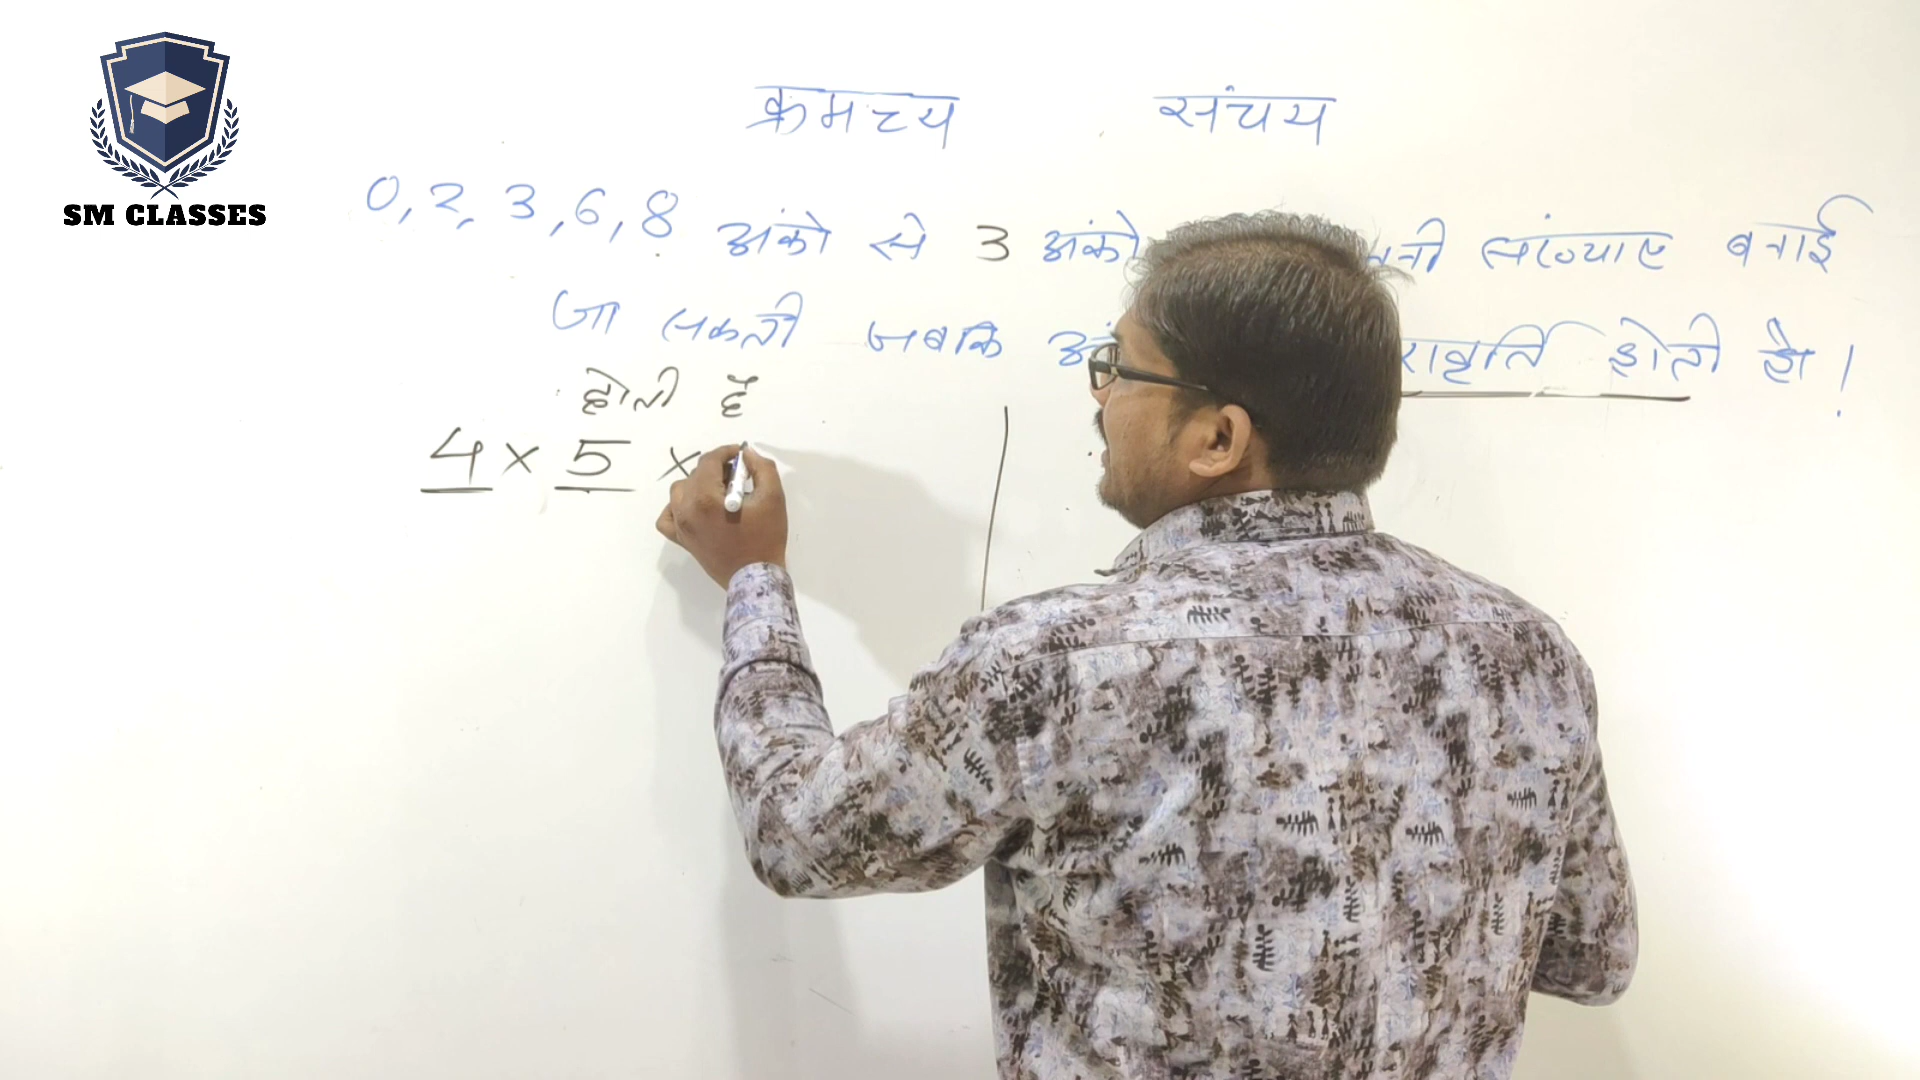 SM CLASSES
क्रमचय संचय
0, 2, 3, 6, 8 अंको से 3 अंको संख्याए बनाई
जा सकती जबकि होती हो।
होती है
4 × 5 ×